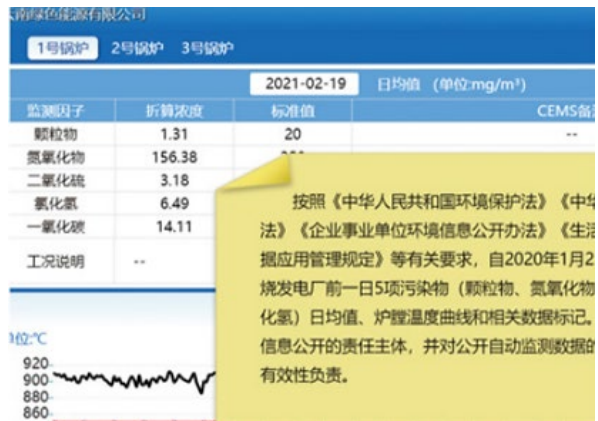 南绿色能源有限公司
1号锅炉 2号锅炉 3号锅炉
2021-02-19 日均值 (单位:mg/m³)
监测因子 折算浓度 标准值 CEMS备
颗粒物 1.31 20 --
氮氧化物 156.38
二氧化硫 3.18
氯化氢 6.49
一氧化碳 14.11
工况说明 --
按照《中华人民共和国环境保护法》《中华
法》《企业事业单位环境信息公开办法》《生活
据应用管理规定》等有关要求，自2020年1月2
烧发电厂前一日5项污染物（颗粒物、氮氧化物
化氢）日均值、炉膛温度曲线和相关数据标记。
信息公开的责任主体，并对公开自动监测数据的
有效性负责。
单位:℃
920
900
880
860